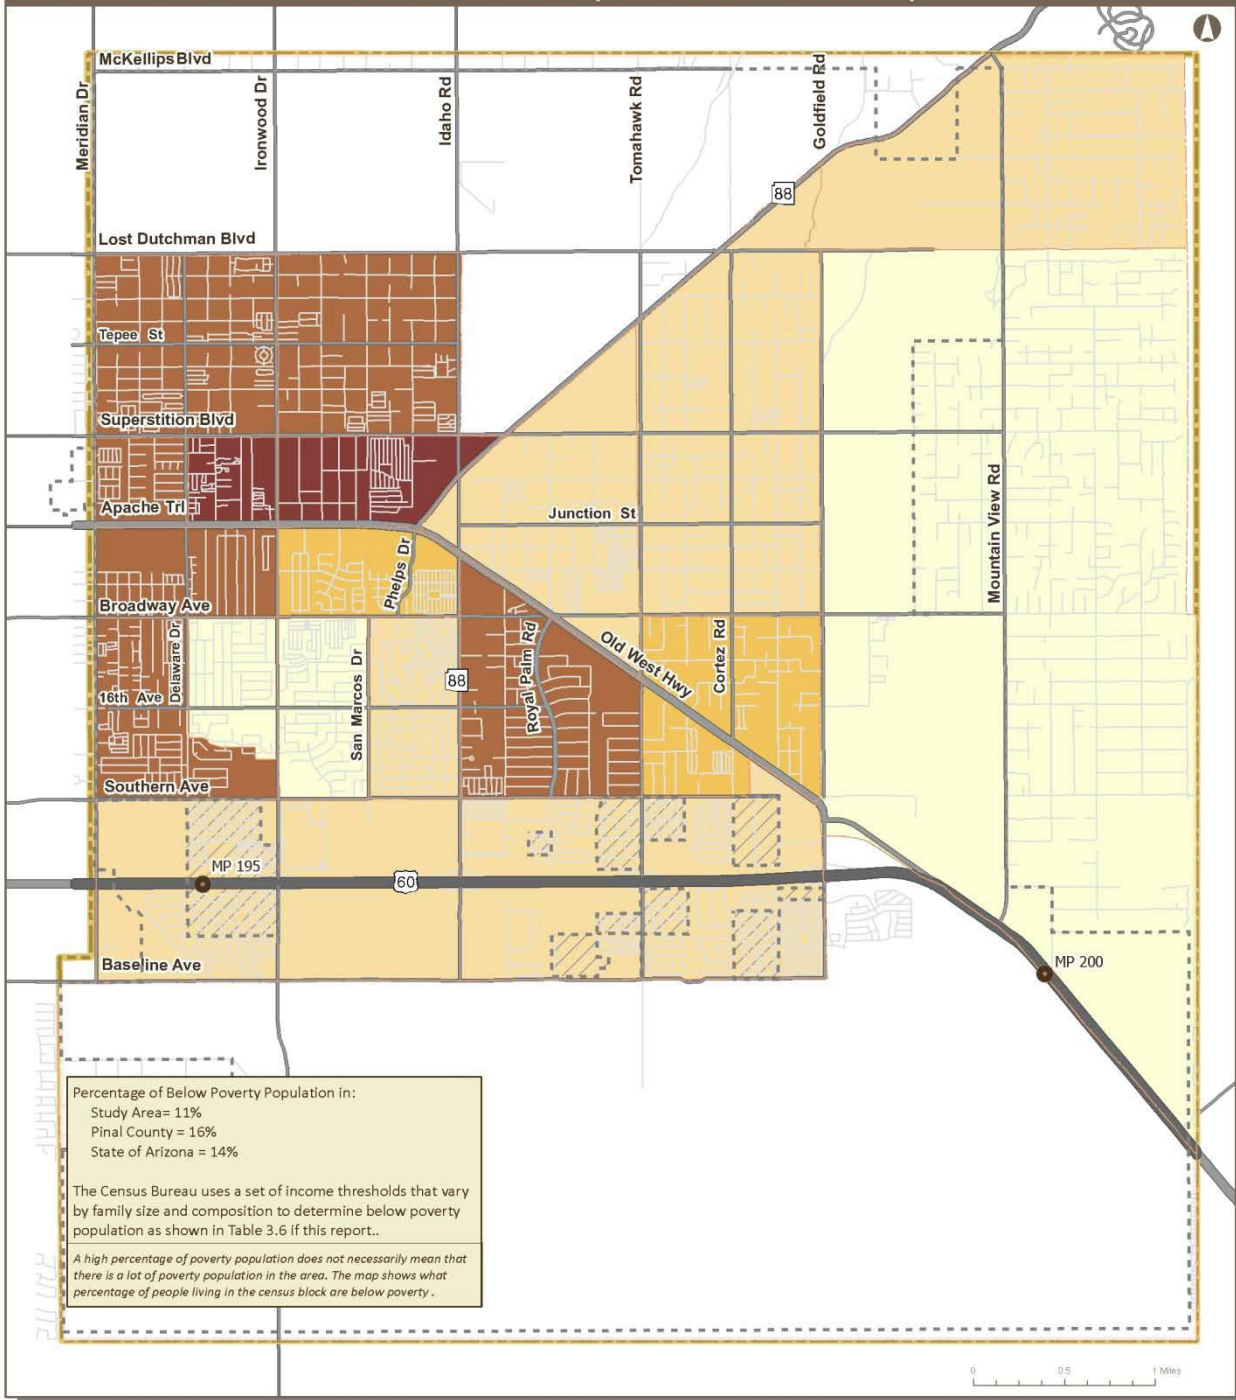 McKellips Blvd
Meridian Dr
Ironwood Dr
Idaho Rd
Tomahawk Rd
Goldfield Rd
88
Lost Dutchman Blvd
Tepee St
Superstition Blvd
Apache Trl
Junction St
Mountain View Rd
Phelps Dr
Broadway Ave
Delaware Dr
San Marcos Dr
88
Royal Palm Rd
Old West Hwy
Cortez Rd
16th Ave
Southern Ave
MP 195
60
Baseline Ave
MP 200
Percentage of Below Poverty Population in:
Study Area= 11%
Pinal County = 16%
State of Arizona = 14%
The Census Bureau uses a set of income thresholds that vary
by family size and composition to determine below poverty
population as shown in Table 3.6 if this report..
A high percentage of poverty population does not necessarily mean that
there is a lot of poverty population in the area. The map shows what
percentage of people living in the census block are below poverty .
0 0.5 1 Miles